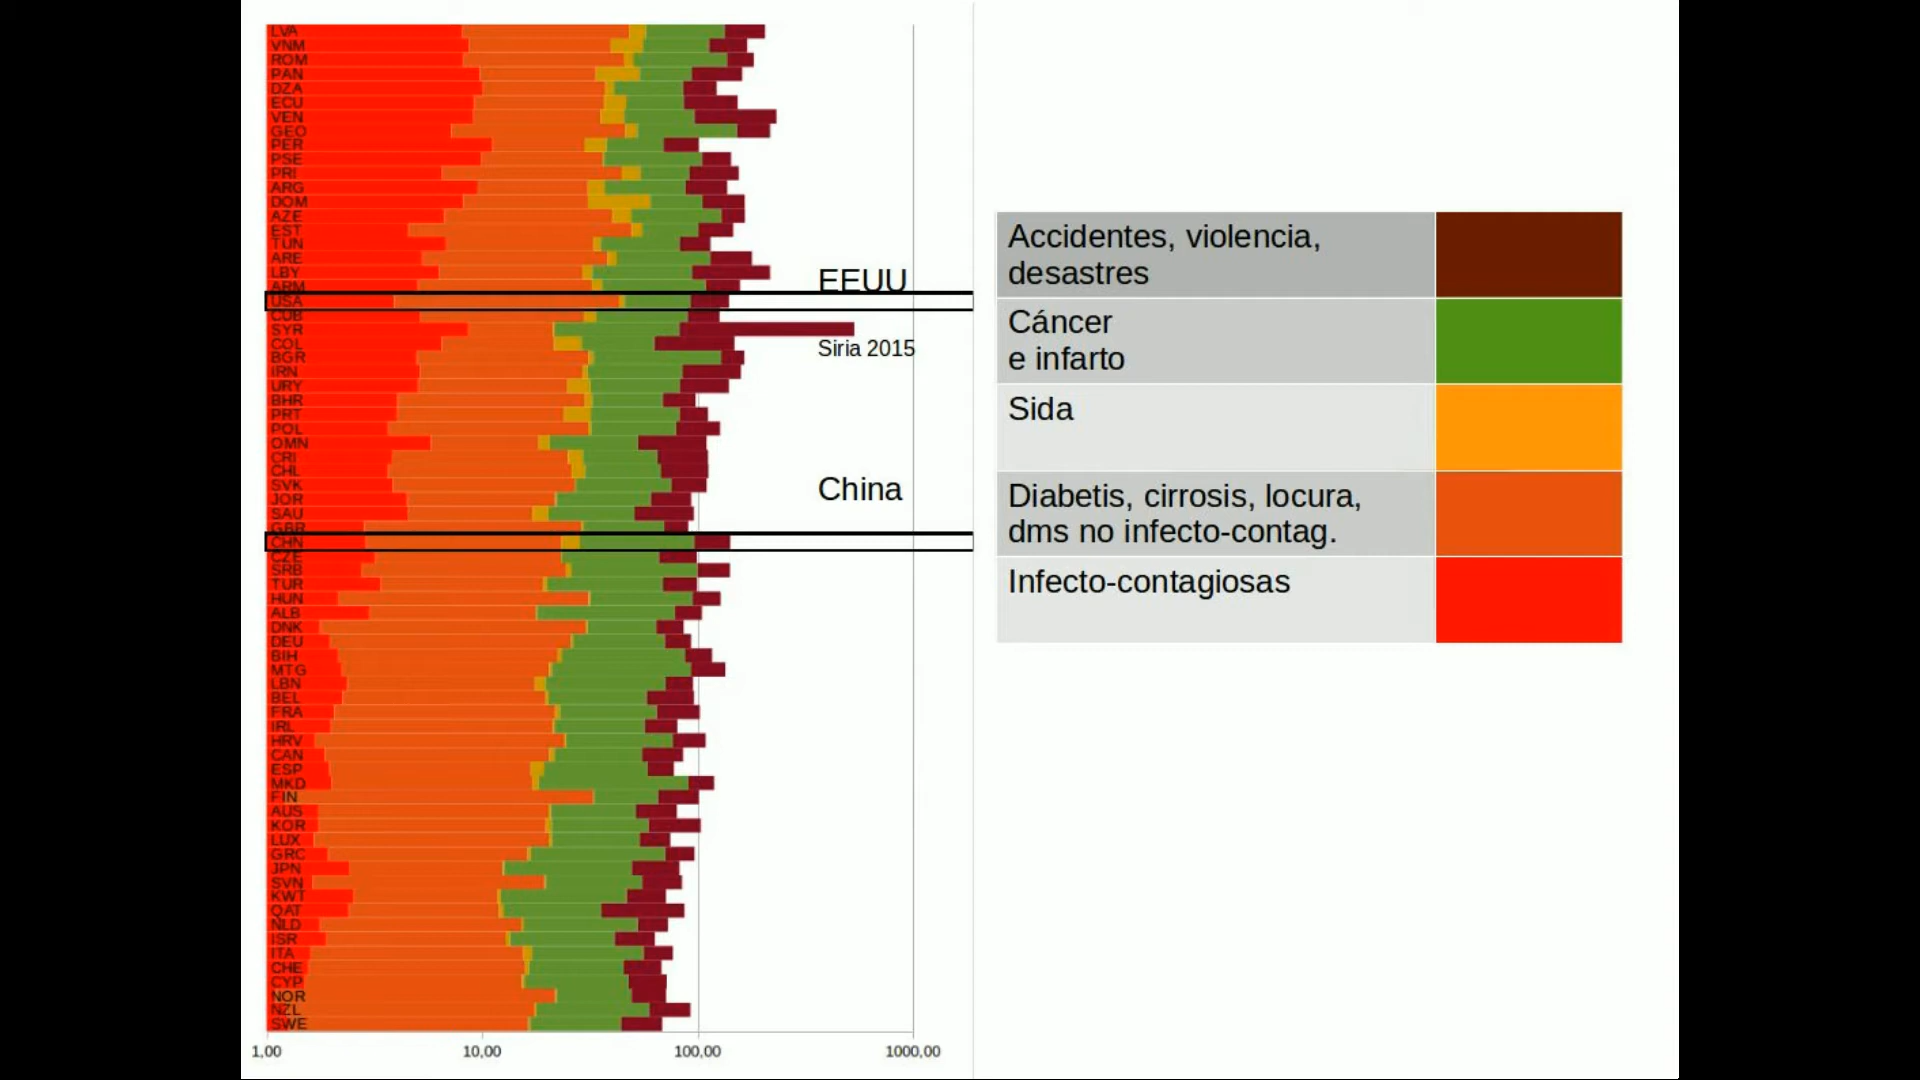 LVA
VNM
ROM
PAN
DZA
ECU
VEN
GEO
PER
PSE
PRI
ARG
DOM
AZE
EST
TUN
ARE
LBY
ARM
USA
CUB
SYR
COL
BGR
IRN
URY
BHR
PRT
POL
OMN
CRI
CHL
SVK
JOR
SAU
GBR
CHN
CZE
SRB
TUR
HUN
ALB
DNK
DEU
BIH
MTG
LBN
BEL
FRA
IRL
HRV
CAN
ESP
MKD
FIN
AUS
KOR
LUX
GRC
JPN
SVN
KWT
QAT
NLD
ISR
ITA
CHE
CYP
NOR
NZL
SWE
1,00 10,00 100,00 1000,00
EEUU
Siria 2015
China
Accidentes, violencia,
desastres
Cáncer
e infarto
Sida
Diabetis, cirrosis, locura,
dms no infecto-contag.
Infecto-contagiosas